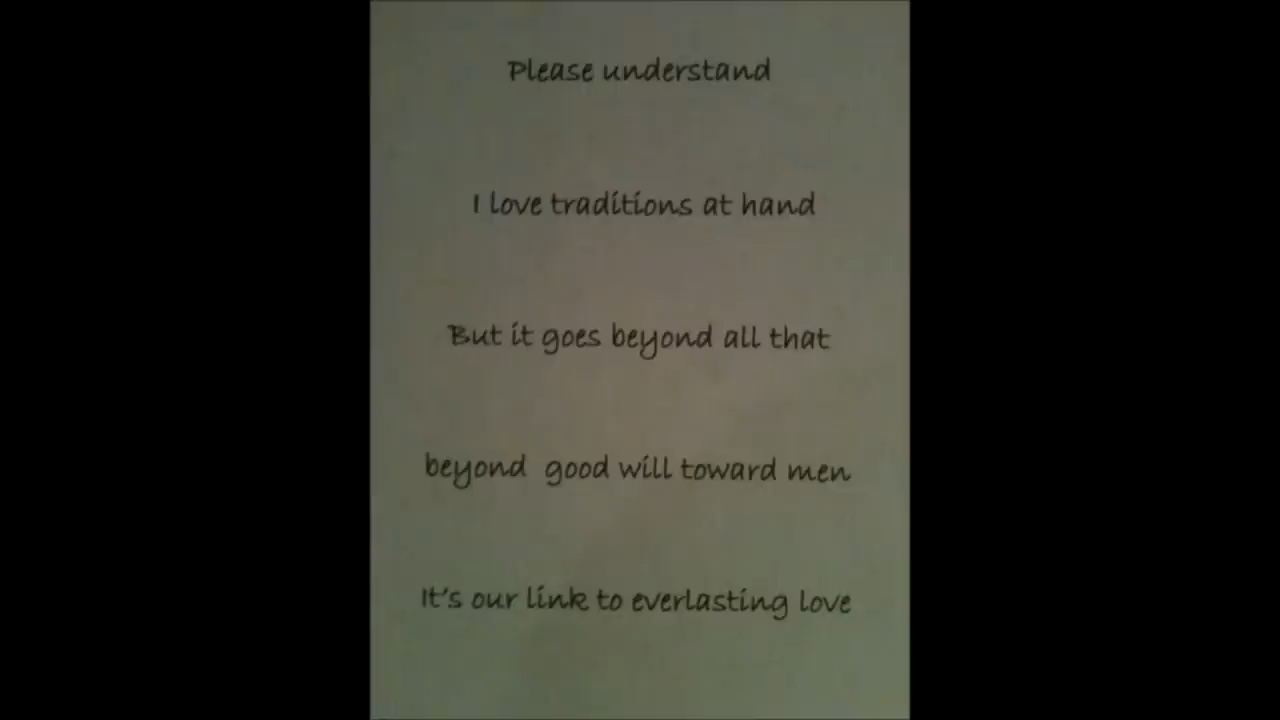 Please understand
I love traditions at hand
But it goes beyond all that
beyond good will toward men
It's our link to everlasting love